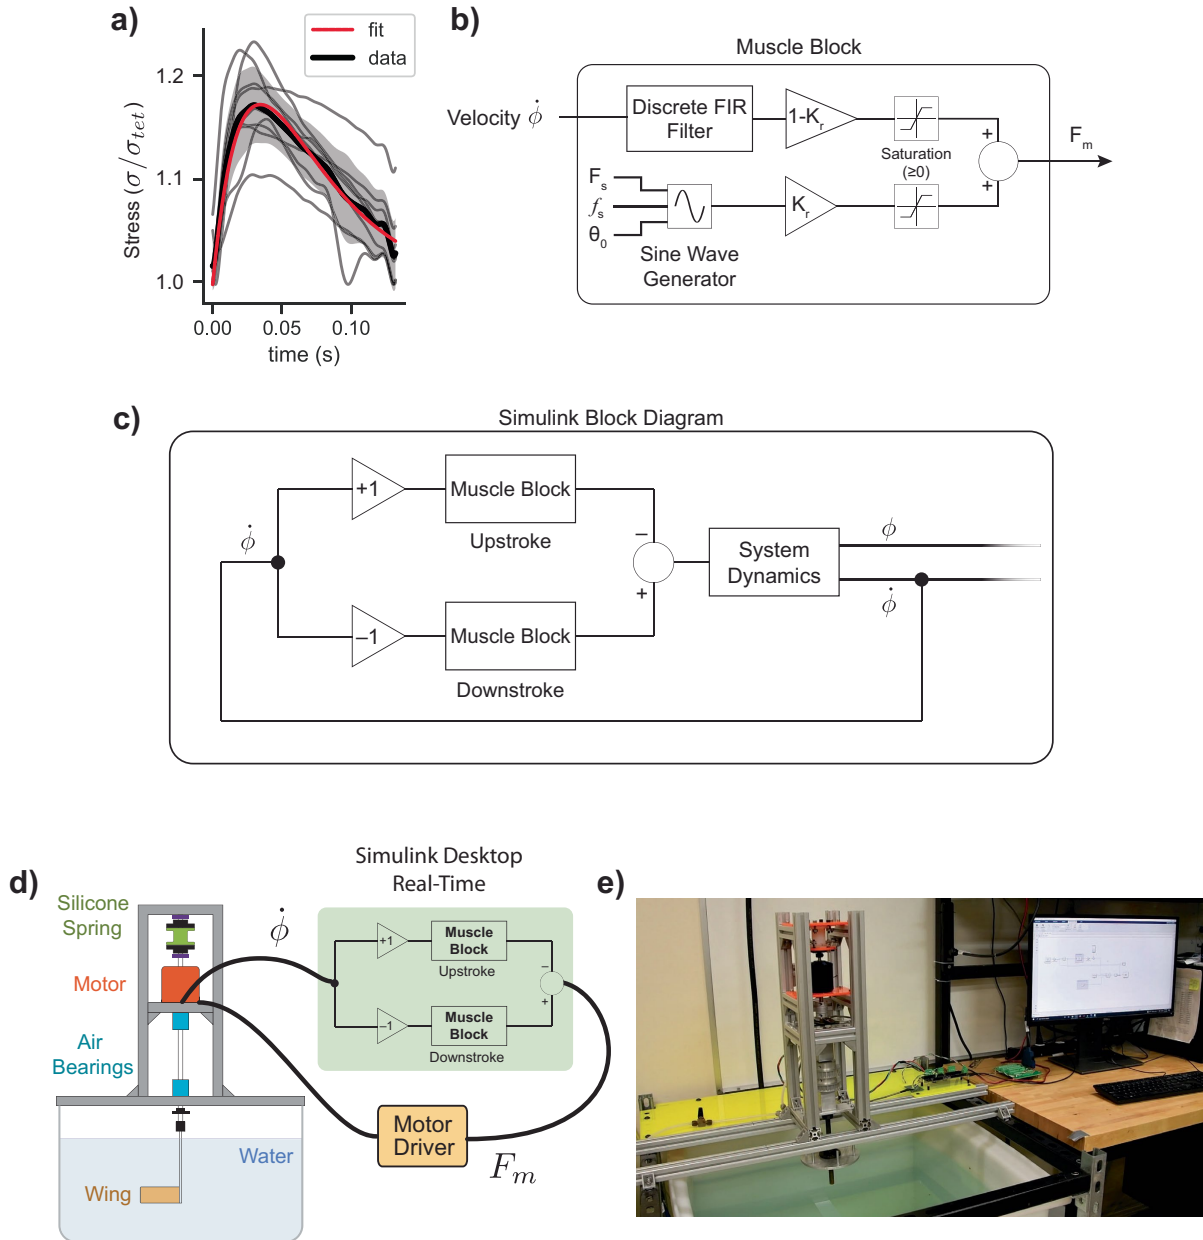 a)
fit
data
1.2
1.1
1.0
Stress (σ/σ_tet)
0.00
0.05
0.10
time (s)
b)
Muscle Block
Velocity ϕ̇
Discrete FIR
Filter
1-Kᵣ
Saturation
(≥0)
+
+
Fₘ
Fₛ
fₛ
θ₀
Sine Wave
Generator
Kᵣ
c)
Simulink Block Diagram
ϕ̇
+1
Muscle Block
Upstroke
–1
Muscle Block
Downstroke
−
+
System
Dynamics
ϕ
ϕ̇
d)
Silicone
Spring
Motor
Air
Bearings
Water
Wing
ϕ̇
Simulink Desktop
Real-Time
+1
Muscle
Block
Upstroke
–1
Muscle
Block
Downstroke
−
+
Motor
Driver
Fₘ
e)